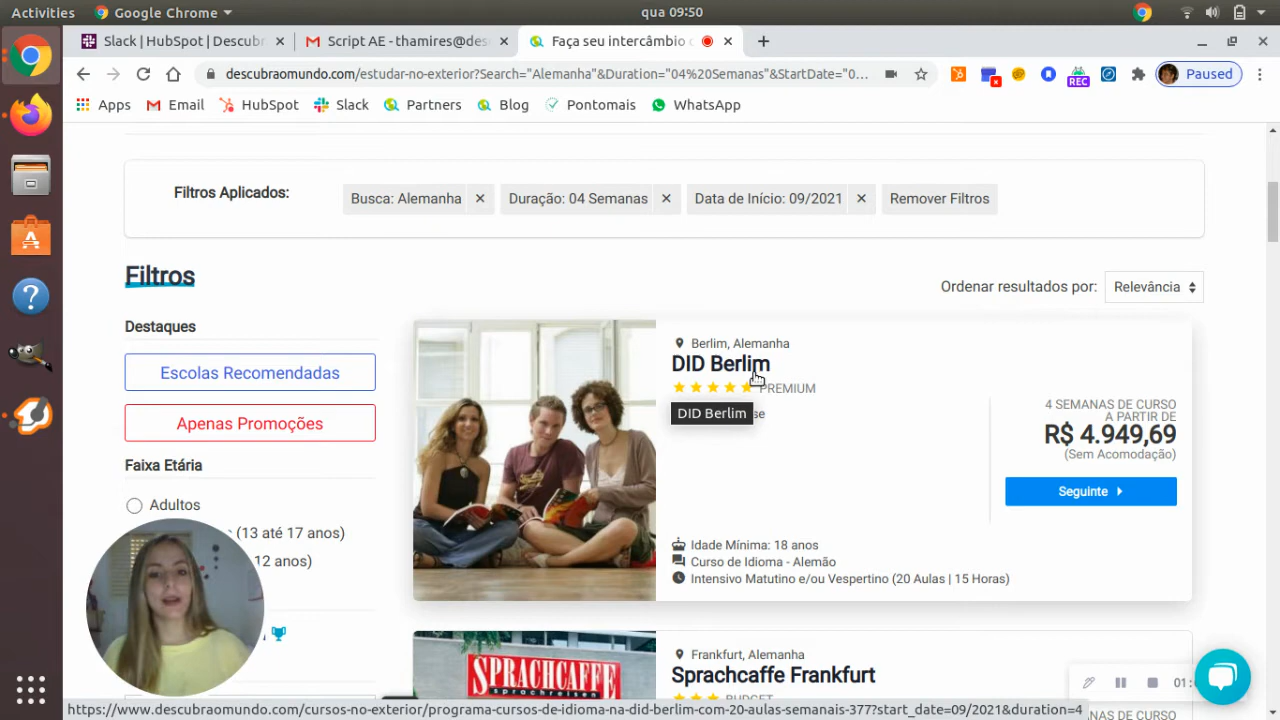 Activities
Google Chrome
qua 09:50
Slack | HubSpot | Descub
Script AE - thamires@des
Faça seu intercâmbio
descubraomundo.com/estudar-no-exterior?Search="Alemanha"&Duration="04%20Semanas"&StartDate="0...
REC
Paused
Apps
Email
HubSpot
Slack
Partners
Blog
Pontomais
WhatsApp
Filtros Aplicados:
Busca: Alemanha
Duração: 04 Semanas
Data de Início: 09/2021
Remover Filtros
Filtros
Ordenar resultados por:
Relevância
Destaques
Escolas Recomendadas
Apenas Promoções
Faixa Etária
Adultos
(13 até 17 anos)
12 anos)
Berlim, Alemanha
DID Berlim
PREMIUM
DID Berlim
se
4 SEMANAS DE CURSO
A PARTIR DE
R$ 4.949,69
(Sem Acomodação)
Seguinte
Idade Mínima: 18 anos
Curso de Idioma - Alemão
Intensivo Matutino e/ou Vespertino (20 Aulas | 15 Horas)
SPRACHCAFFE
sprachreisen
Frankfurt, Alemanha
Sprachcaffe Frankfurt
BUDGET
01:
https://www.descubraomundo.com/cursos-no-exterior/programa-cursos-de-idioma-na-did-berlim-com-20-aulas-semanais-377?start_date=09/2021&duration=4